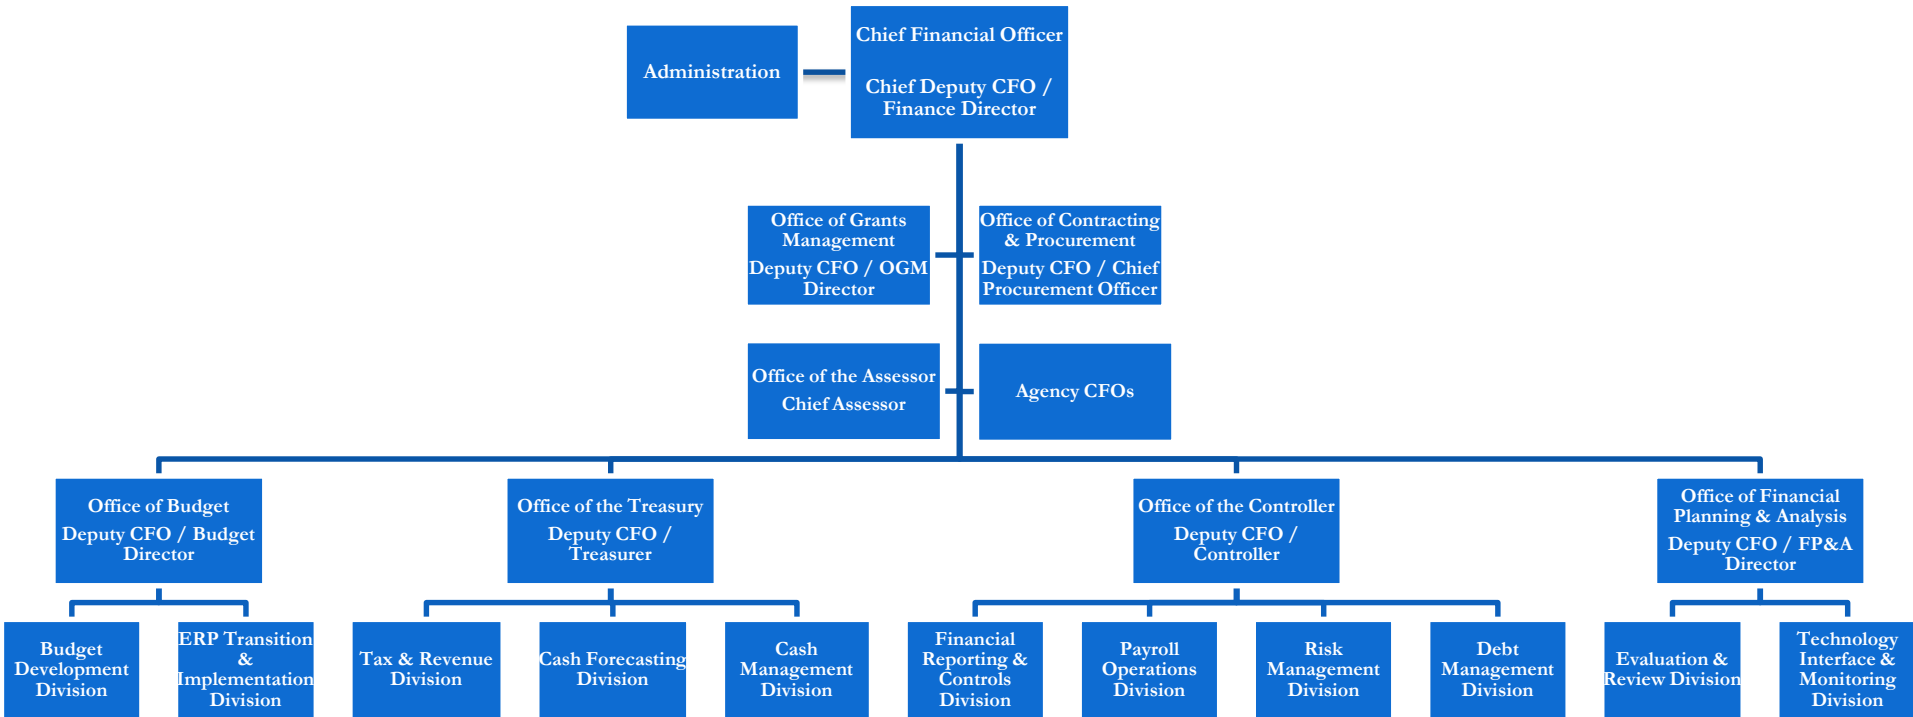 Administration
Chief Financial Officer
Chief Deputy CFO /
Finance Director
Office of Grants
Management
Deputy CFO / OGM
Director
Office of Contracting
& Procurement
Deputy CFO / Chief
Procurement Officer
Office of the Assessor
Chief Assessor
Agency CFOs
Office of Budget
Deputy CFO / Budget
Director
Office of the Treasury
Deputy CFO /
Treasurer
Office of the Controller
Deputy CFO /
Controller
Office of Financial
Planning & Analysis
Deputy CFO / FP&A
Director
Budget
Development
Division
ERP Transition
&
Implementation
Division
Tax & Revenue
Division
Cash Forecasting
Division
Cash
Management
Division
Financial
Reporting &
Controls
Division
Payroll
Operations
Division
Risk
Management
Division
Debt
Management
Division
Evaluation &
Review Division
Technology
Interface &
Monitoring
Division